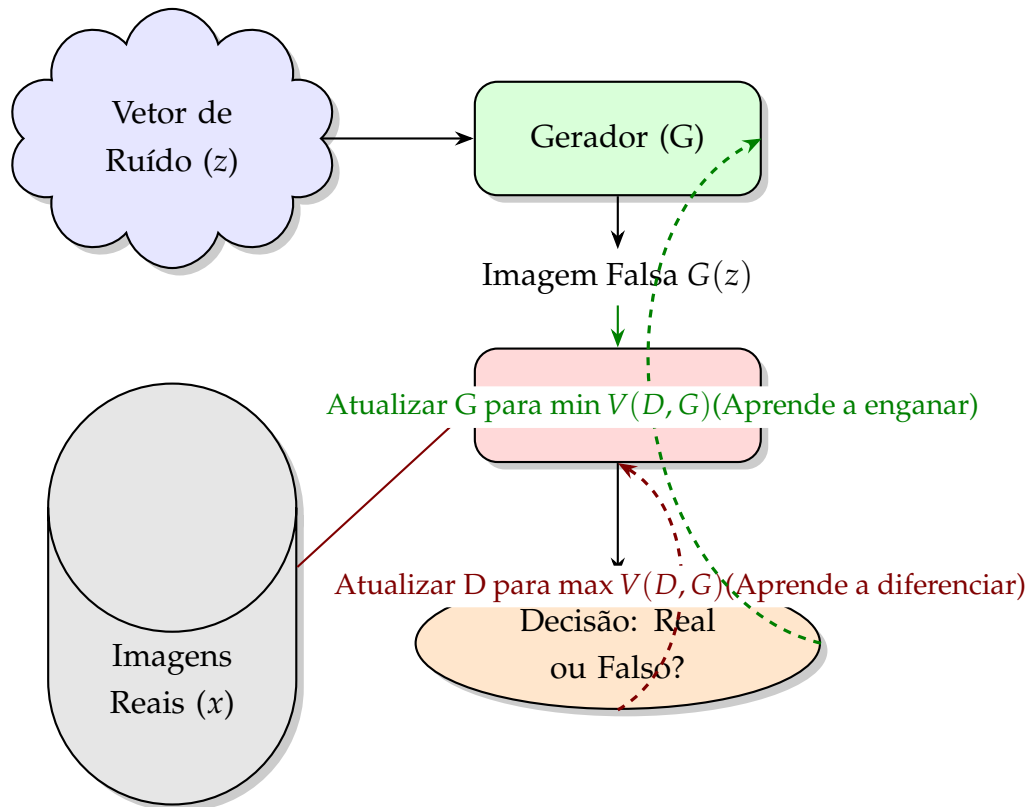 Vetor de
Ruído (z)
Gerador (G)
Imagem Falsa G(z)
Atualizar G para min V(D, G)(Aprende a enganar)
Atualizar D para max V(D, G)(Aprende a diferenciar)
Decisão: Real
ou Falso?
Imagens
Reais (x)